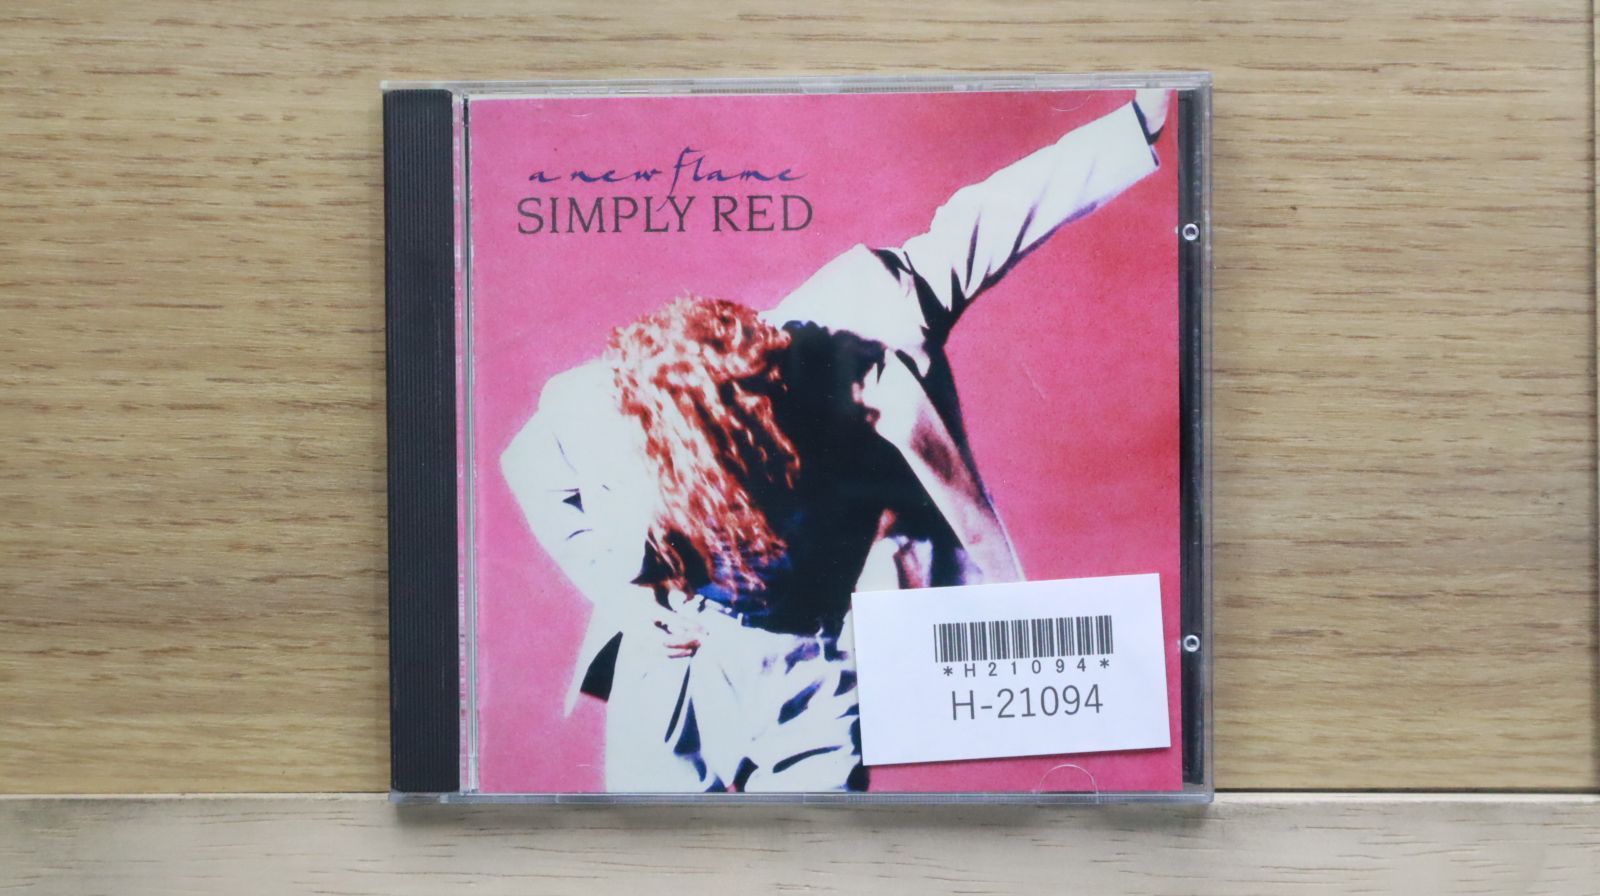 a new flame
SIMPLY RED
*H21094*
H-21094